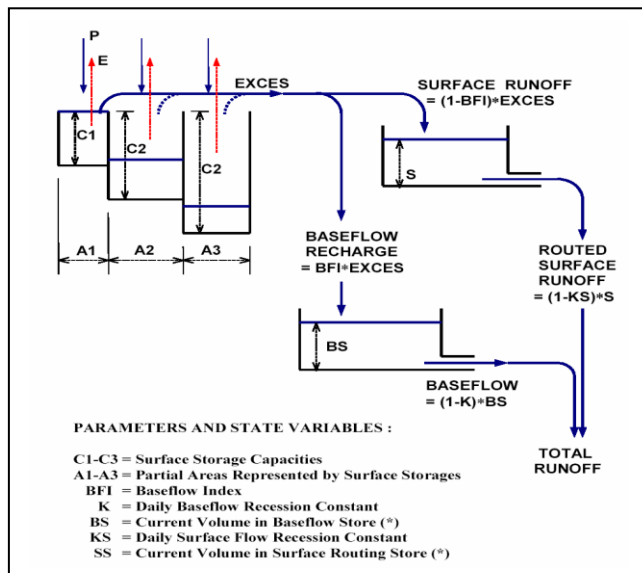 P
E
EXCES
SURFACE RUNOFF
= (1-BFI)*EXCES
C1
C2
C2
S
A1
A2
A3
BASEFLOW
RECHARGE
= BFI*EXCES
ROUTED
SURFACE
RUNOFF
= (1-KS)*S
BS
BASEFLOW
= (1-K)*BS
TOTAL
RUNOFF
PARAMETERS AND STATE VARIABLES :
C1-C3 = Surface Storage Capacities
A1-A3 = Partial Areas Represented by Surface Storages
BFI = Baseflow Index
K = Daily Baseflow Recession Constant
BS = Current Volume in Baseflow Store (*)
KS = Daily Surface Flow Recession Constant
SS = Current Volume in Surface Routing Store (*)